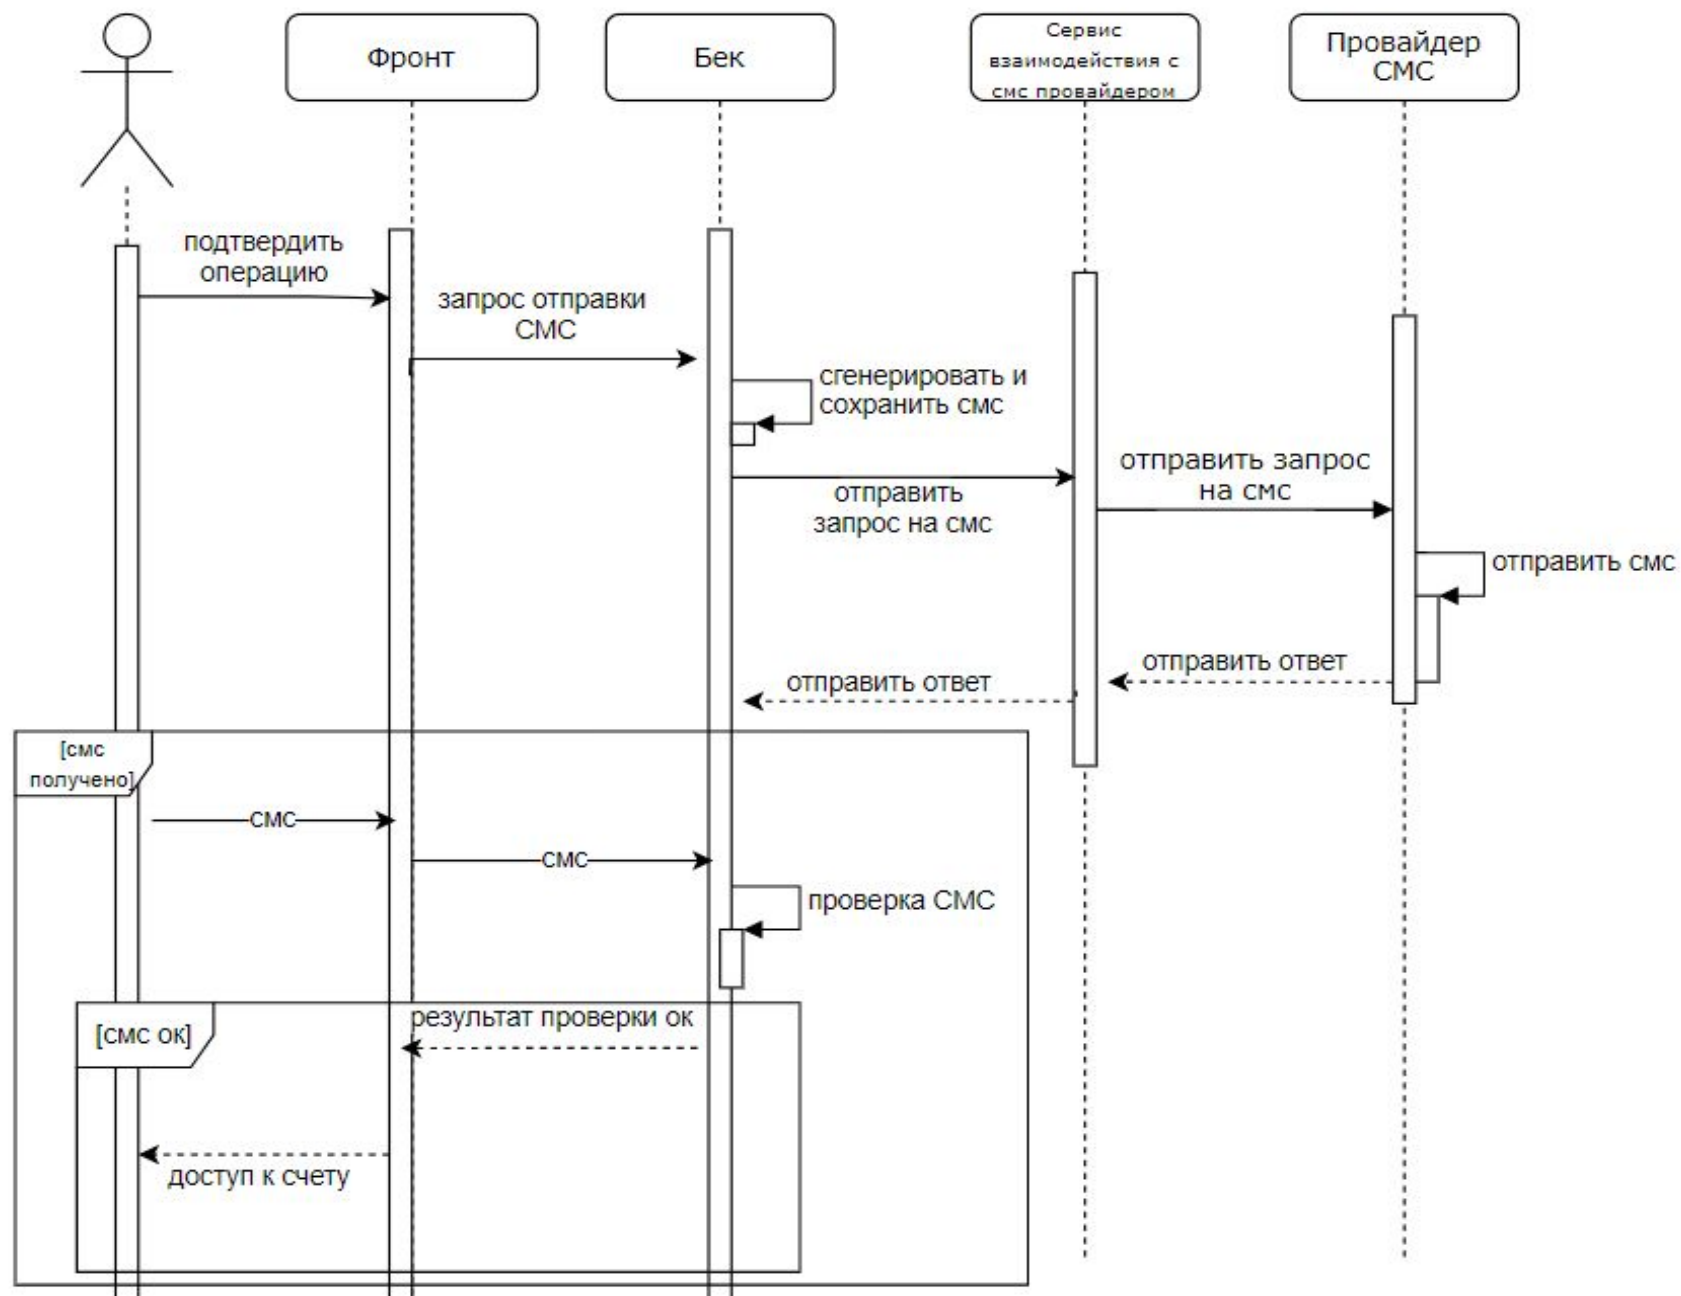 Фронт
Бек
Сервис
взаимодействия с
смс провайдером
Провайдер
СМС
подтвердить
операцию
запрос отправки
СМС
сгенерировать и
сохранить смс
отправить
запрос на смс
отправить запрос
на смс
отправить смс
отправить ответ
отправить ответ
[смс
получено]
смс
смс
проверка СМС
[смс ок]
результат проверки ок
доступ к счету